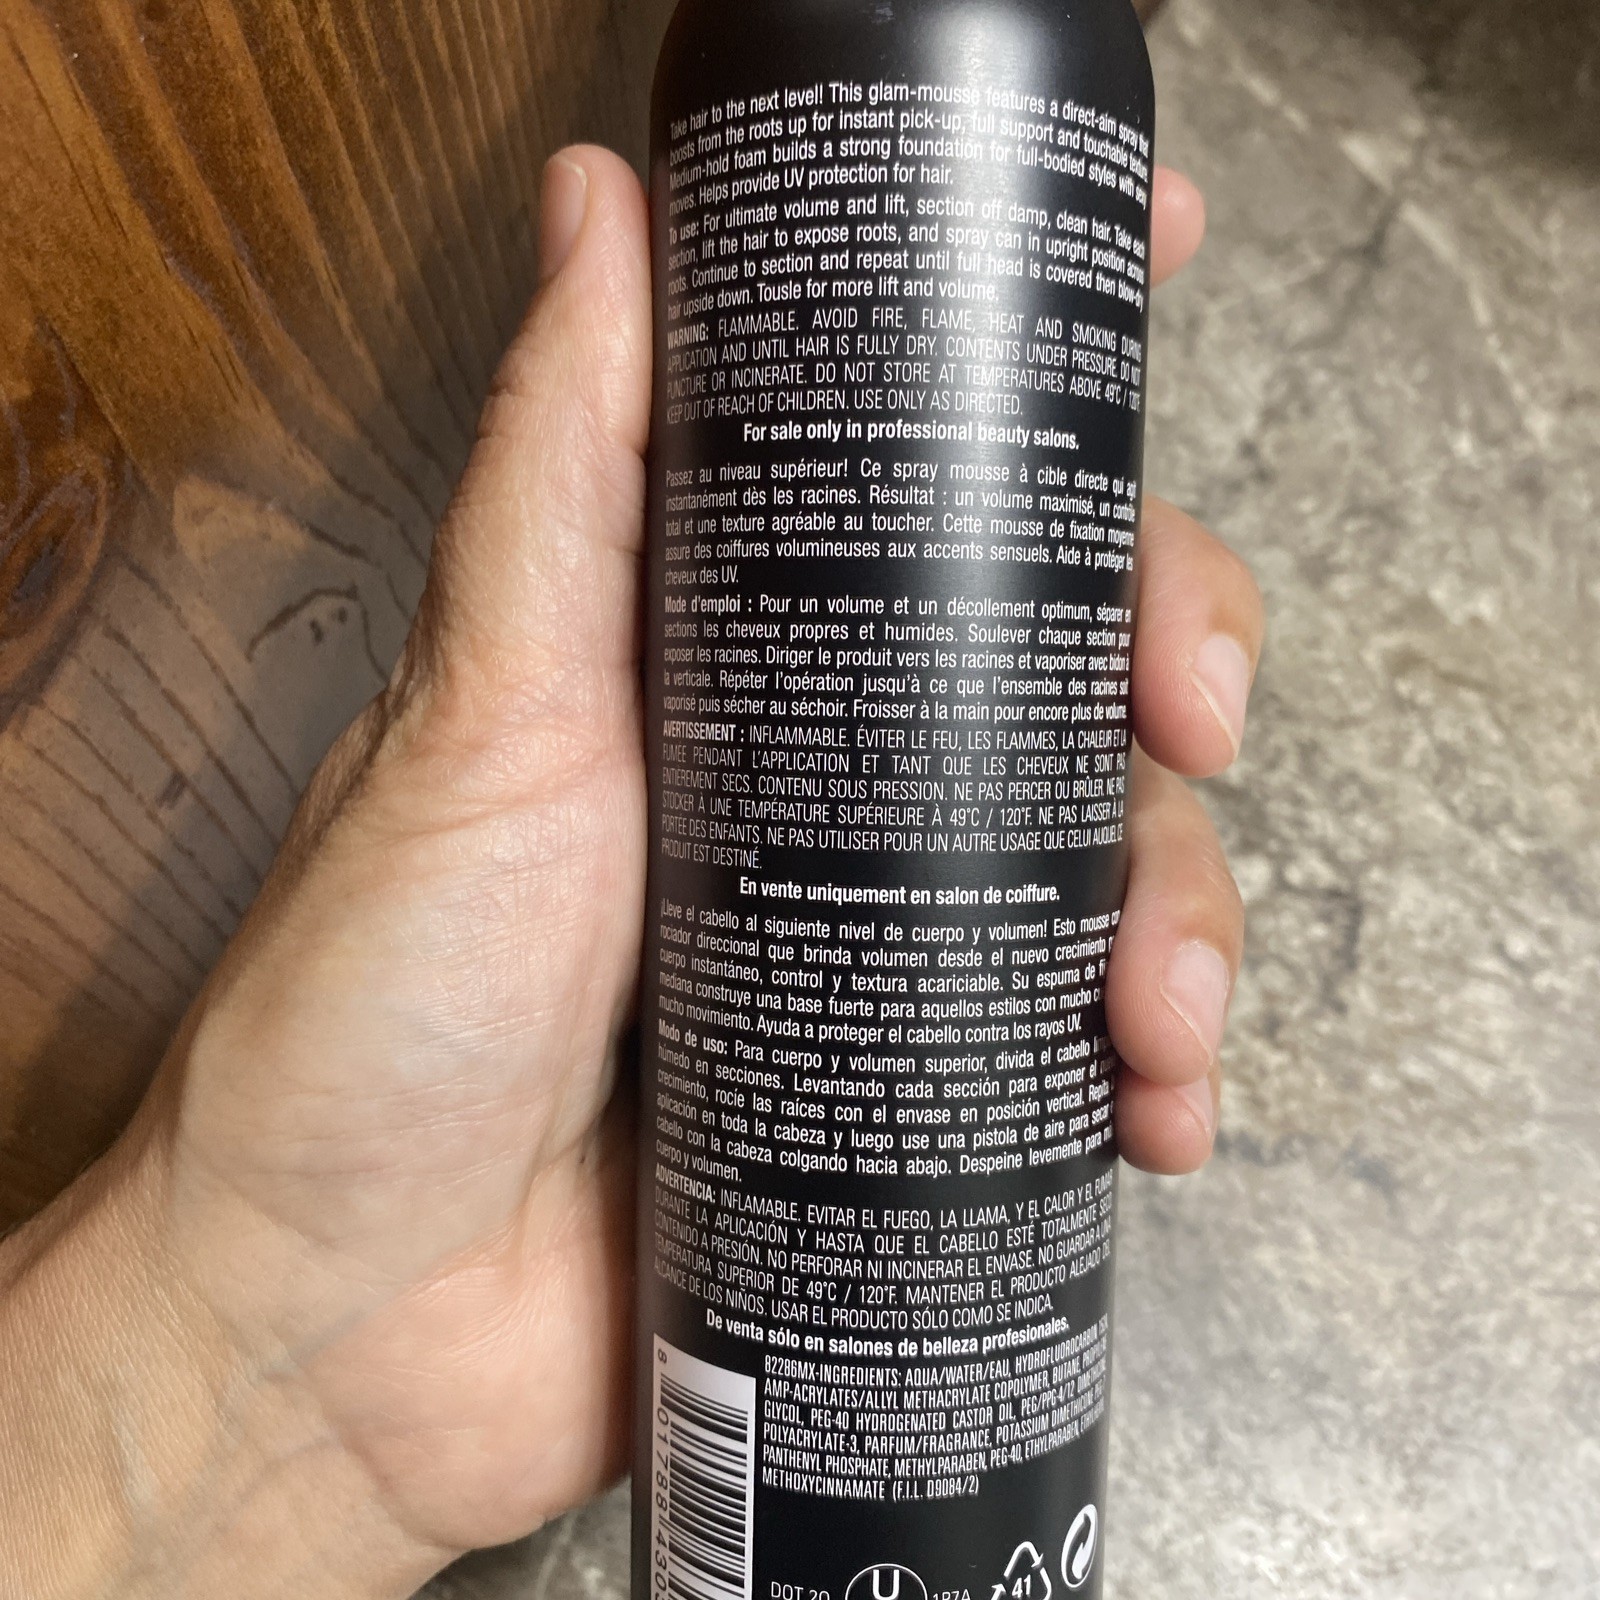 Take hair to the next level! This glam-mousse features a direct-aim spray that
boosts from the roots up for instant pick-up, full support and touchable texture.
Medium-hold foam builds a strong foundation for full-bodied styles with sexy
moves. Helps provide UV protection for hair.
To use: For ultimate volume and lift, section off damp, clean hair. Take each
section, lift the hair to expose roots, and spray can in upright position across
roots. Continue to section and repeat until full head is covered then blow-dry
hair upside down. Tousle for more lift and volume.
WARNING: FLAMMABLE. AVOID FIRE, FLAME, HEAT AND SMOKING DURING
APPLICATION AND UNTIL HAIR IS FULLY DRY. CONTENTS UNDER PRESSURE. DO NOT
PUNCTURE OR INCINERATE. DO NOT STORE AT TEMPERATURES ABOVE 49°C / 120°F.
KEEP OUT OF REACH OF CHILDREN. USE ONLY AS DIRECTED.
For sale only in professional beauty salons.
Passez au niveau supérieur! Ce spray mousse à cible directe qui agit
instantanément dès les racines. Résultat : un volume maximisé, un contrôle
total et une texture agréable au toucher. Cette mousse de fixation moyenne
assure des coiffures volumineuses aux accents sensuels. Aide à protéger les
cheveux des UV.
Mode d'emploi : Pour un volume et un décollement optimum, séparer en
sections les cheveux propres et humides. Soulever chaque section pour
exposer les racines. Diriger le produit vers les racines et vaporiser avec bidon à
la verticale. Répéter l'opération jusqu'à ce que l'ensemble des racines soit
vaporisé puis sécher au séchoir. Froisser à la main pour encore plus de volume.
AVERTISSEMENT : INFLAMMABLE. ÉVITER LE FEU, LES FLAMMES, LA CHALEUR ET LA
FUMÉE PENDANT L'APPLICATION ET TANT QUE LES CHEVEUX NE SONT PAS
ENTIÈREMENT SECS. CONTENU SOUS PRESSION. NE PAS PERCER OU BRÛLER. NE PAS
STOCKER À UNE TEMPÉRATURE SUPÉRIEURE À 49°C / 120°F. NE PAS LAISSER À LA
PORTÉE DES ENFANTS. NE PAS UTILISER POUR UN AUTRE USAGE QUE CELUI AUQUEL CE
PRODUIT EST DESTINÉ.
En vente uniquement en salon de coiffure.
¡Lleve el cabello al siguiente nivel de cuerpo y volumen! Esto mousse con
rociador direccional que brinda volumen desde el nuevo crecimiento
cuerpo instantáneo, control y textura acariciable. Su espuma de
mediana construye una base fuerte para aquellos estilos con mucho
mucho movimiento. Ayuda a proteger el cabello contra los rayos UV.
Modo de uso: Para cuerpo y volumen superior, divida el cabello
húmedo en secciones. Levantando cada sección para exponer el
crecimiento, rocíe las raíces con el envase en posición vertical. Repita
aplicación en toda la cabeza y luego use una pistola de aire para secar
cabello con la cabeza colgando hacia abajo. Despeine levemente para
cuerpo y volumen.
ADVERTENCIA: INFLAMABLE. EVITAR EL FUEGO, LA LLAMA, Y EL CALOR Y EL FUMAR
DURANTE LA APLICACIÓN Y HASTA QUE EL CABELLO ESTÉ TOTALMENTE SECO.
CONTENIDO A PRESIÓN. NO PERFORAR NI INCINERAR EL ENVASE. NO GUARDAR A UNA
TEMPERATURA SUPERIOR DE 49°C / 120°F. MANTENER EL PRODUCTO ALEJADO DEL
ALCANCE DE LOS NIÑOS. USAR EL PRODUCTO SÓLO COMO SE INDICA.
De venta sólo en salones de belleza profesionales.
82286MX-INGREDIENTS: AQUA/WATER/EAU, HYDROFLUOROCARBON
AMP-ACRYLATES/ALLYL METHACRYLATE COPOLYMER, BUTANE, PROPYLENE
GLYCOL, PEG-40 HYDROGENATED CASTOR OIL, PEG/PPG-4/12 DIMETHICONE,
POLYACRYLATE-3, PARFUM/FRAGRANCE, POTASSIUM DIMETHICONE
PANTHENYL PHOSPHATE, METHYLPARABEN, PEG-40, ETHYLPARABEN,
METHOXYCINNAMATE (F.I.L. D9084/2)
8 01788 4303
DOT 2Q U 1P7A 41